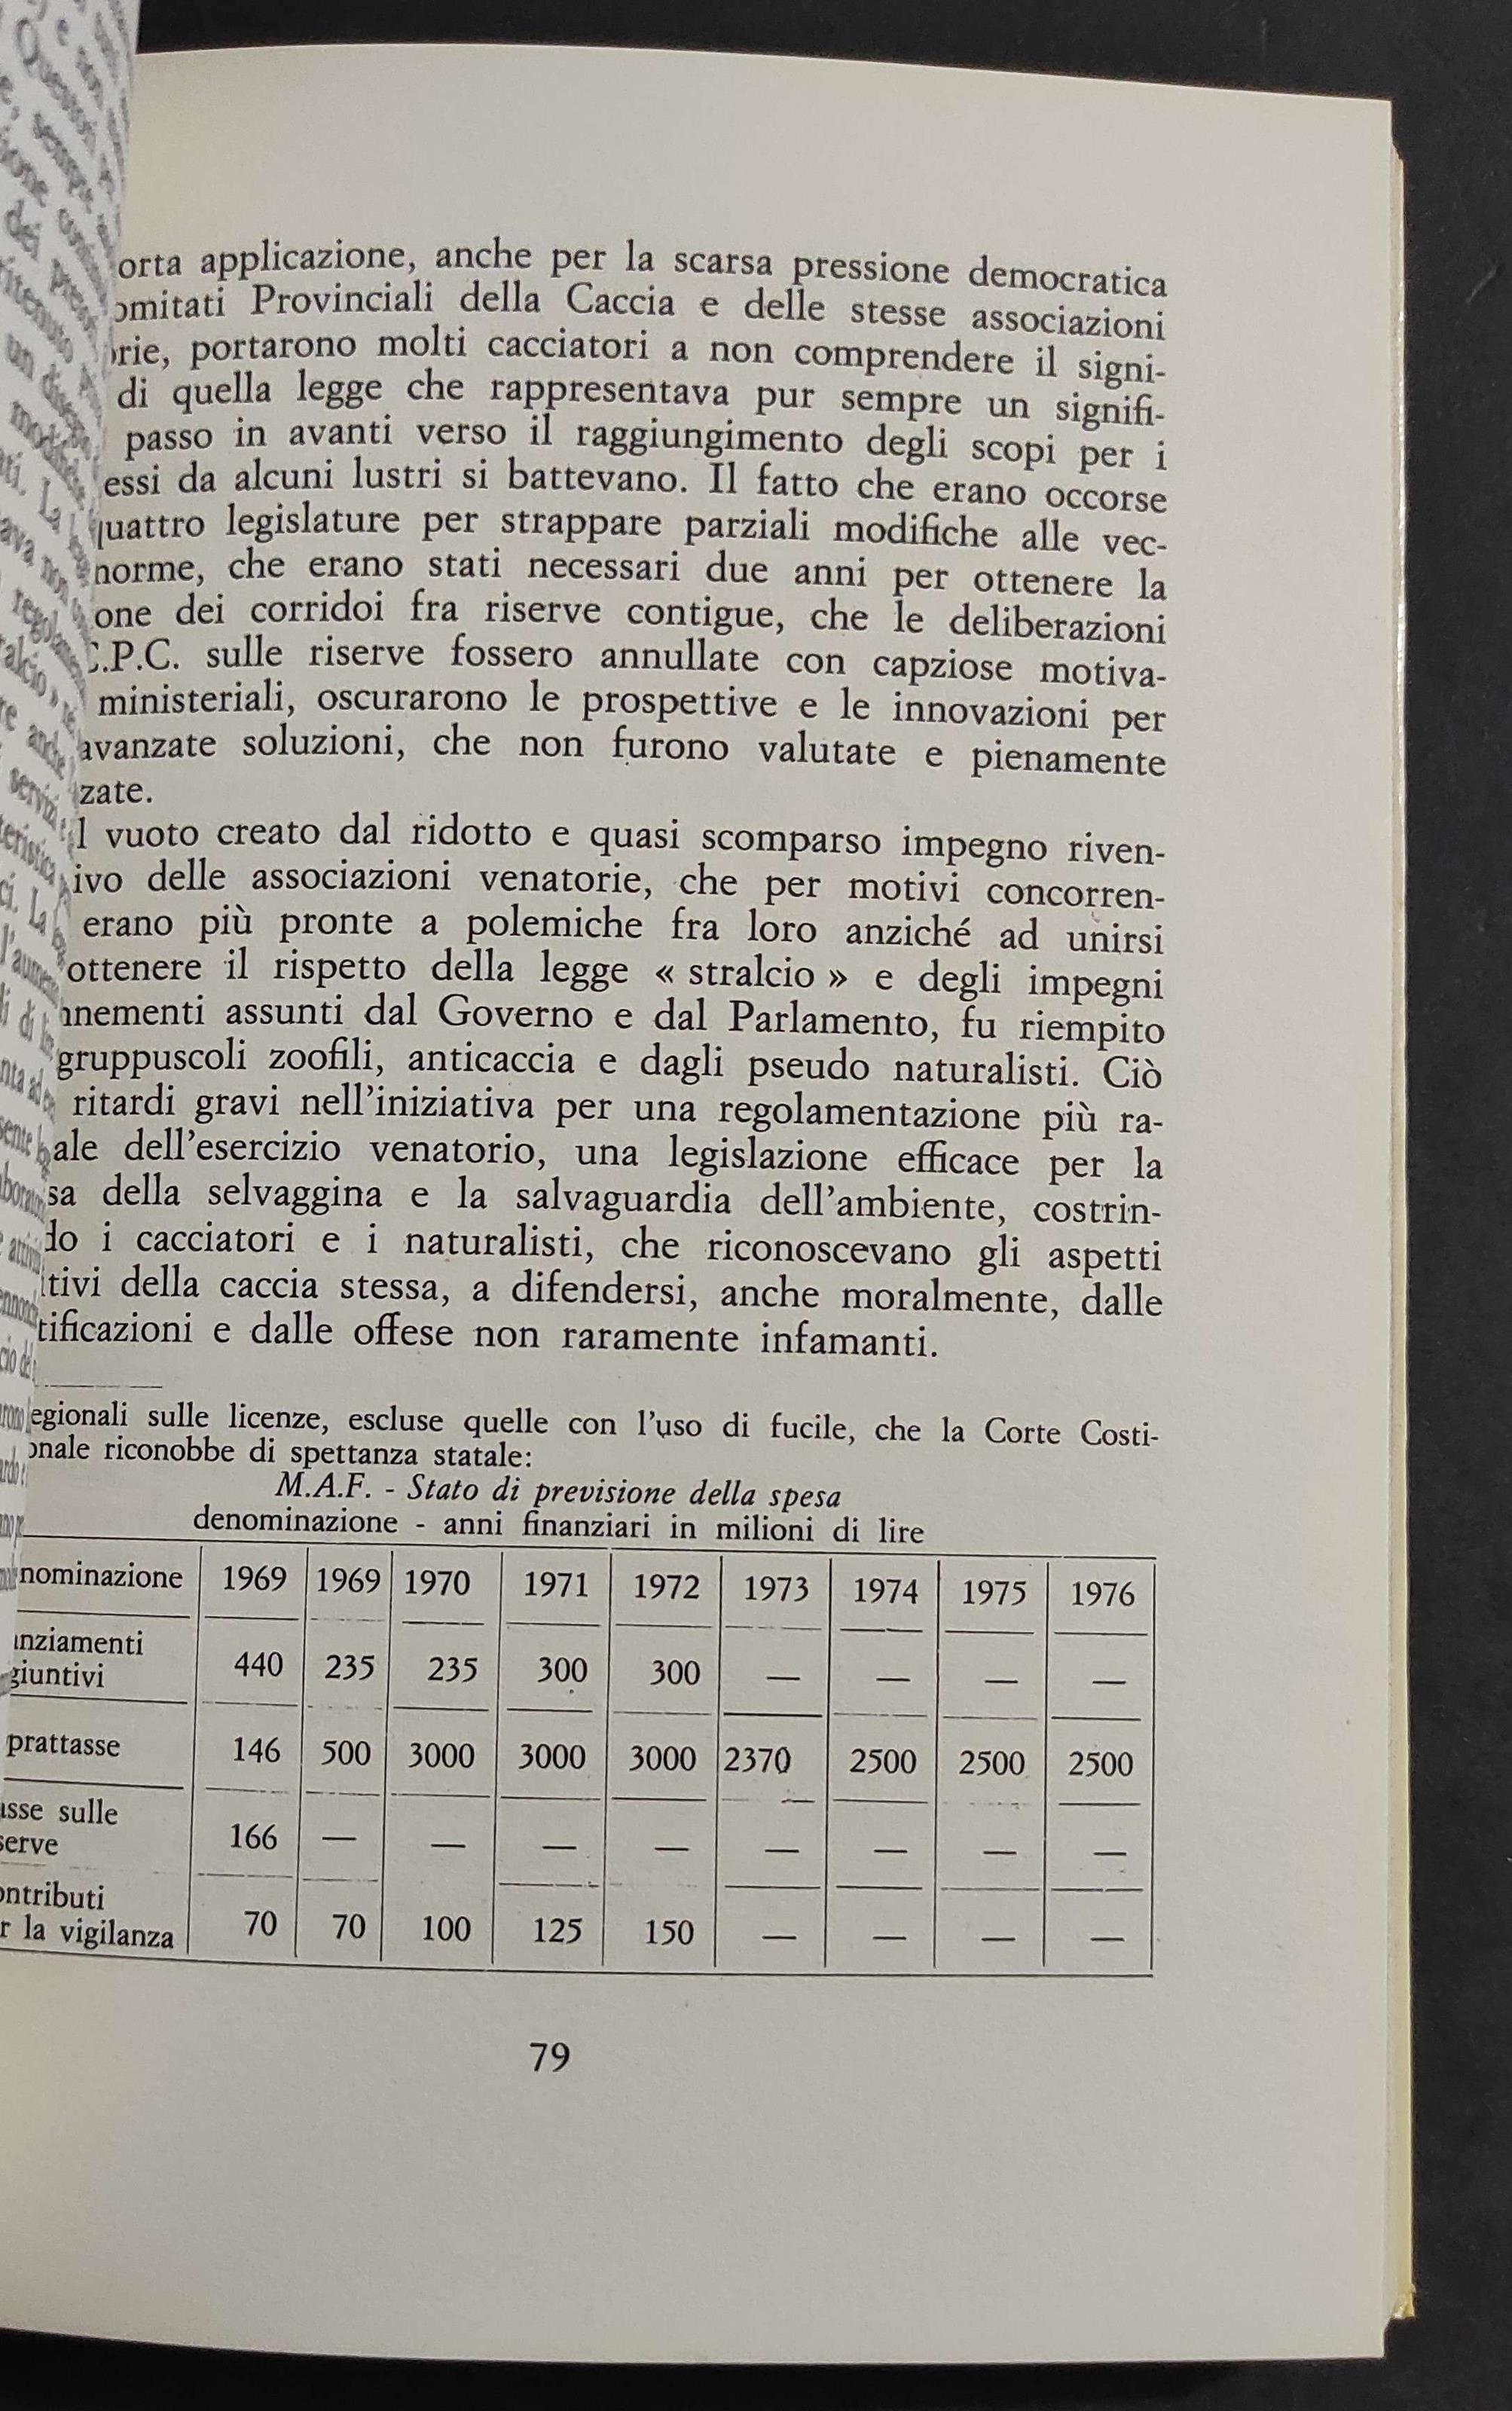 orta applicazione, anche per la scarsa pressione democratica
omitati Provinciali della Caccia e delle stesse associazioni
rie, portarono molti cacciatori a non comprendere il signi-
di quella legge che rappresentava pur sempre un signifi-
passo in avanti verso il raggiungimento degli scopi per i
essi da alcuni lustri si battevano. Il fatto che erano occorse
quattro legislature per strappare parziali modifiche alle vec-
norme, che erano stati necessari due anni per ottenere la
one dei corridoi fra riserve contigue, che le deliberazioni
C.P.C. sulle riserve fossero annullate con capziose motiva-
ministeriali, oscurarono le prospettive e le innovazioni per
avanzate soluzioni, che non furono valutate e pienamente
zate.
l vuoto creato dal ridotto e quasi scomparso impegno riven-
ivo delle associazioni venatorie, che per motivi concorren-
erano più pronte a polemiche fra loro anziché ad unirsi
ottenere il rispetto della legge « stralcio » e degli impegni
nnementi assunti dal Governo e dal Parlamento, fu riempito
gruppuscoli zoofili, anticaccia e dagli pseudo naturalisti. Ciò
ritardi gravi nell'iniziativa per una regolamentazione più ra-
ale dell'esercizio venatorio, una legislazione efficace per la
sa della selvaggina e la salvaguardia dell'ambiente, costrin-
do i cacciatori e i naturalisti, che riconoscevano gli aspetti
tivi della caccia stessa, a difendersi, anche moralmente, dalle
tificazioni e dalle offese non raramente infamanti.
egionali sulle licenze, escluse quelle con l'uso di fucile, che la Corte Costi-
onale riconobbe di spettanza statale:
M.A.F. - Stato di previsione della spesa
denominazione - anni finanziari in milioni di lire
nominazione 1969 1969 1970 1971 1972 1973 1974 1975 1976
anziamenti
giuntivi 440 235 235 300 300 — — — —
prattasse 146 500 3000 3000 3000 2370 2500 2500 2500
asse sulle
serve 166 — — — — — — — —
ontributi
r la vigilanza 70 70 100 125 150 — — — —
79